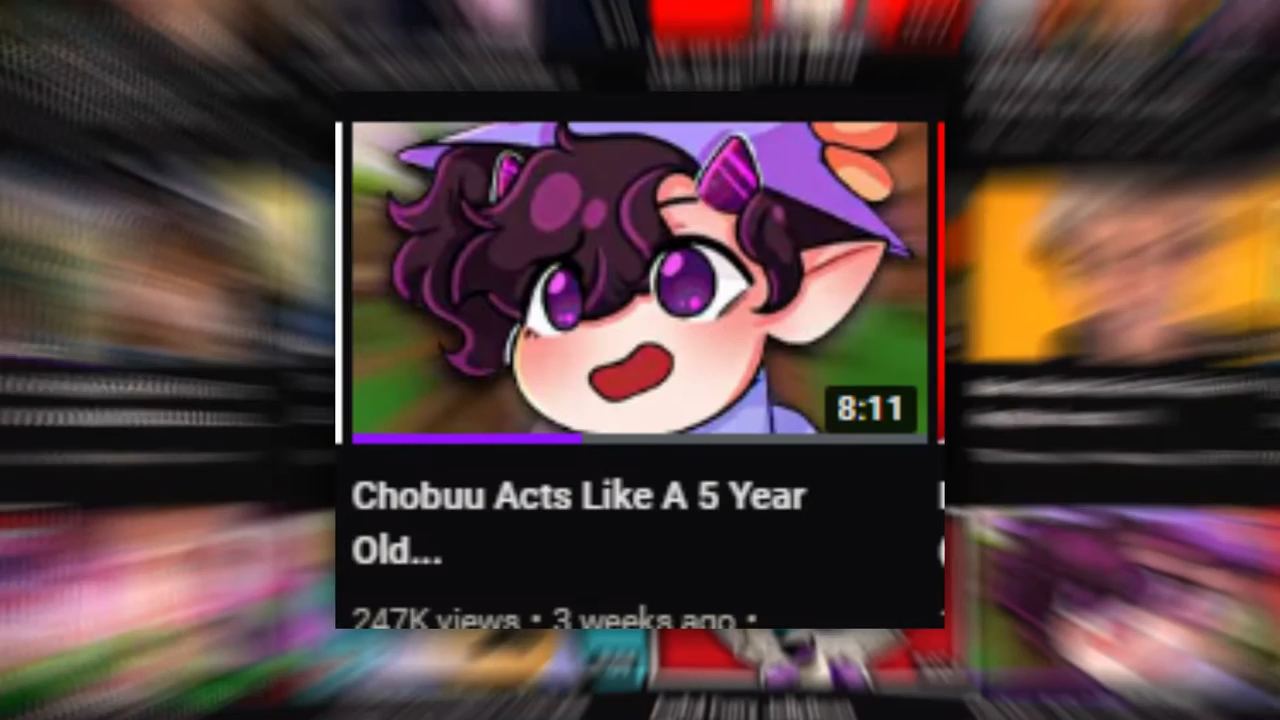 8:11
Chobuu Acts Like A 5 Year
Old...
247K views • 3 weeks ago •